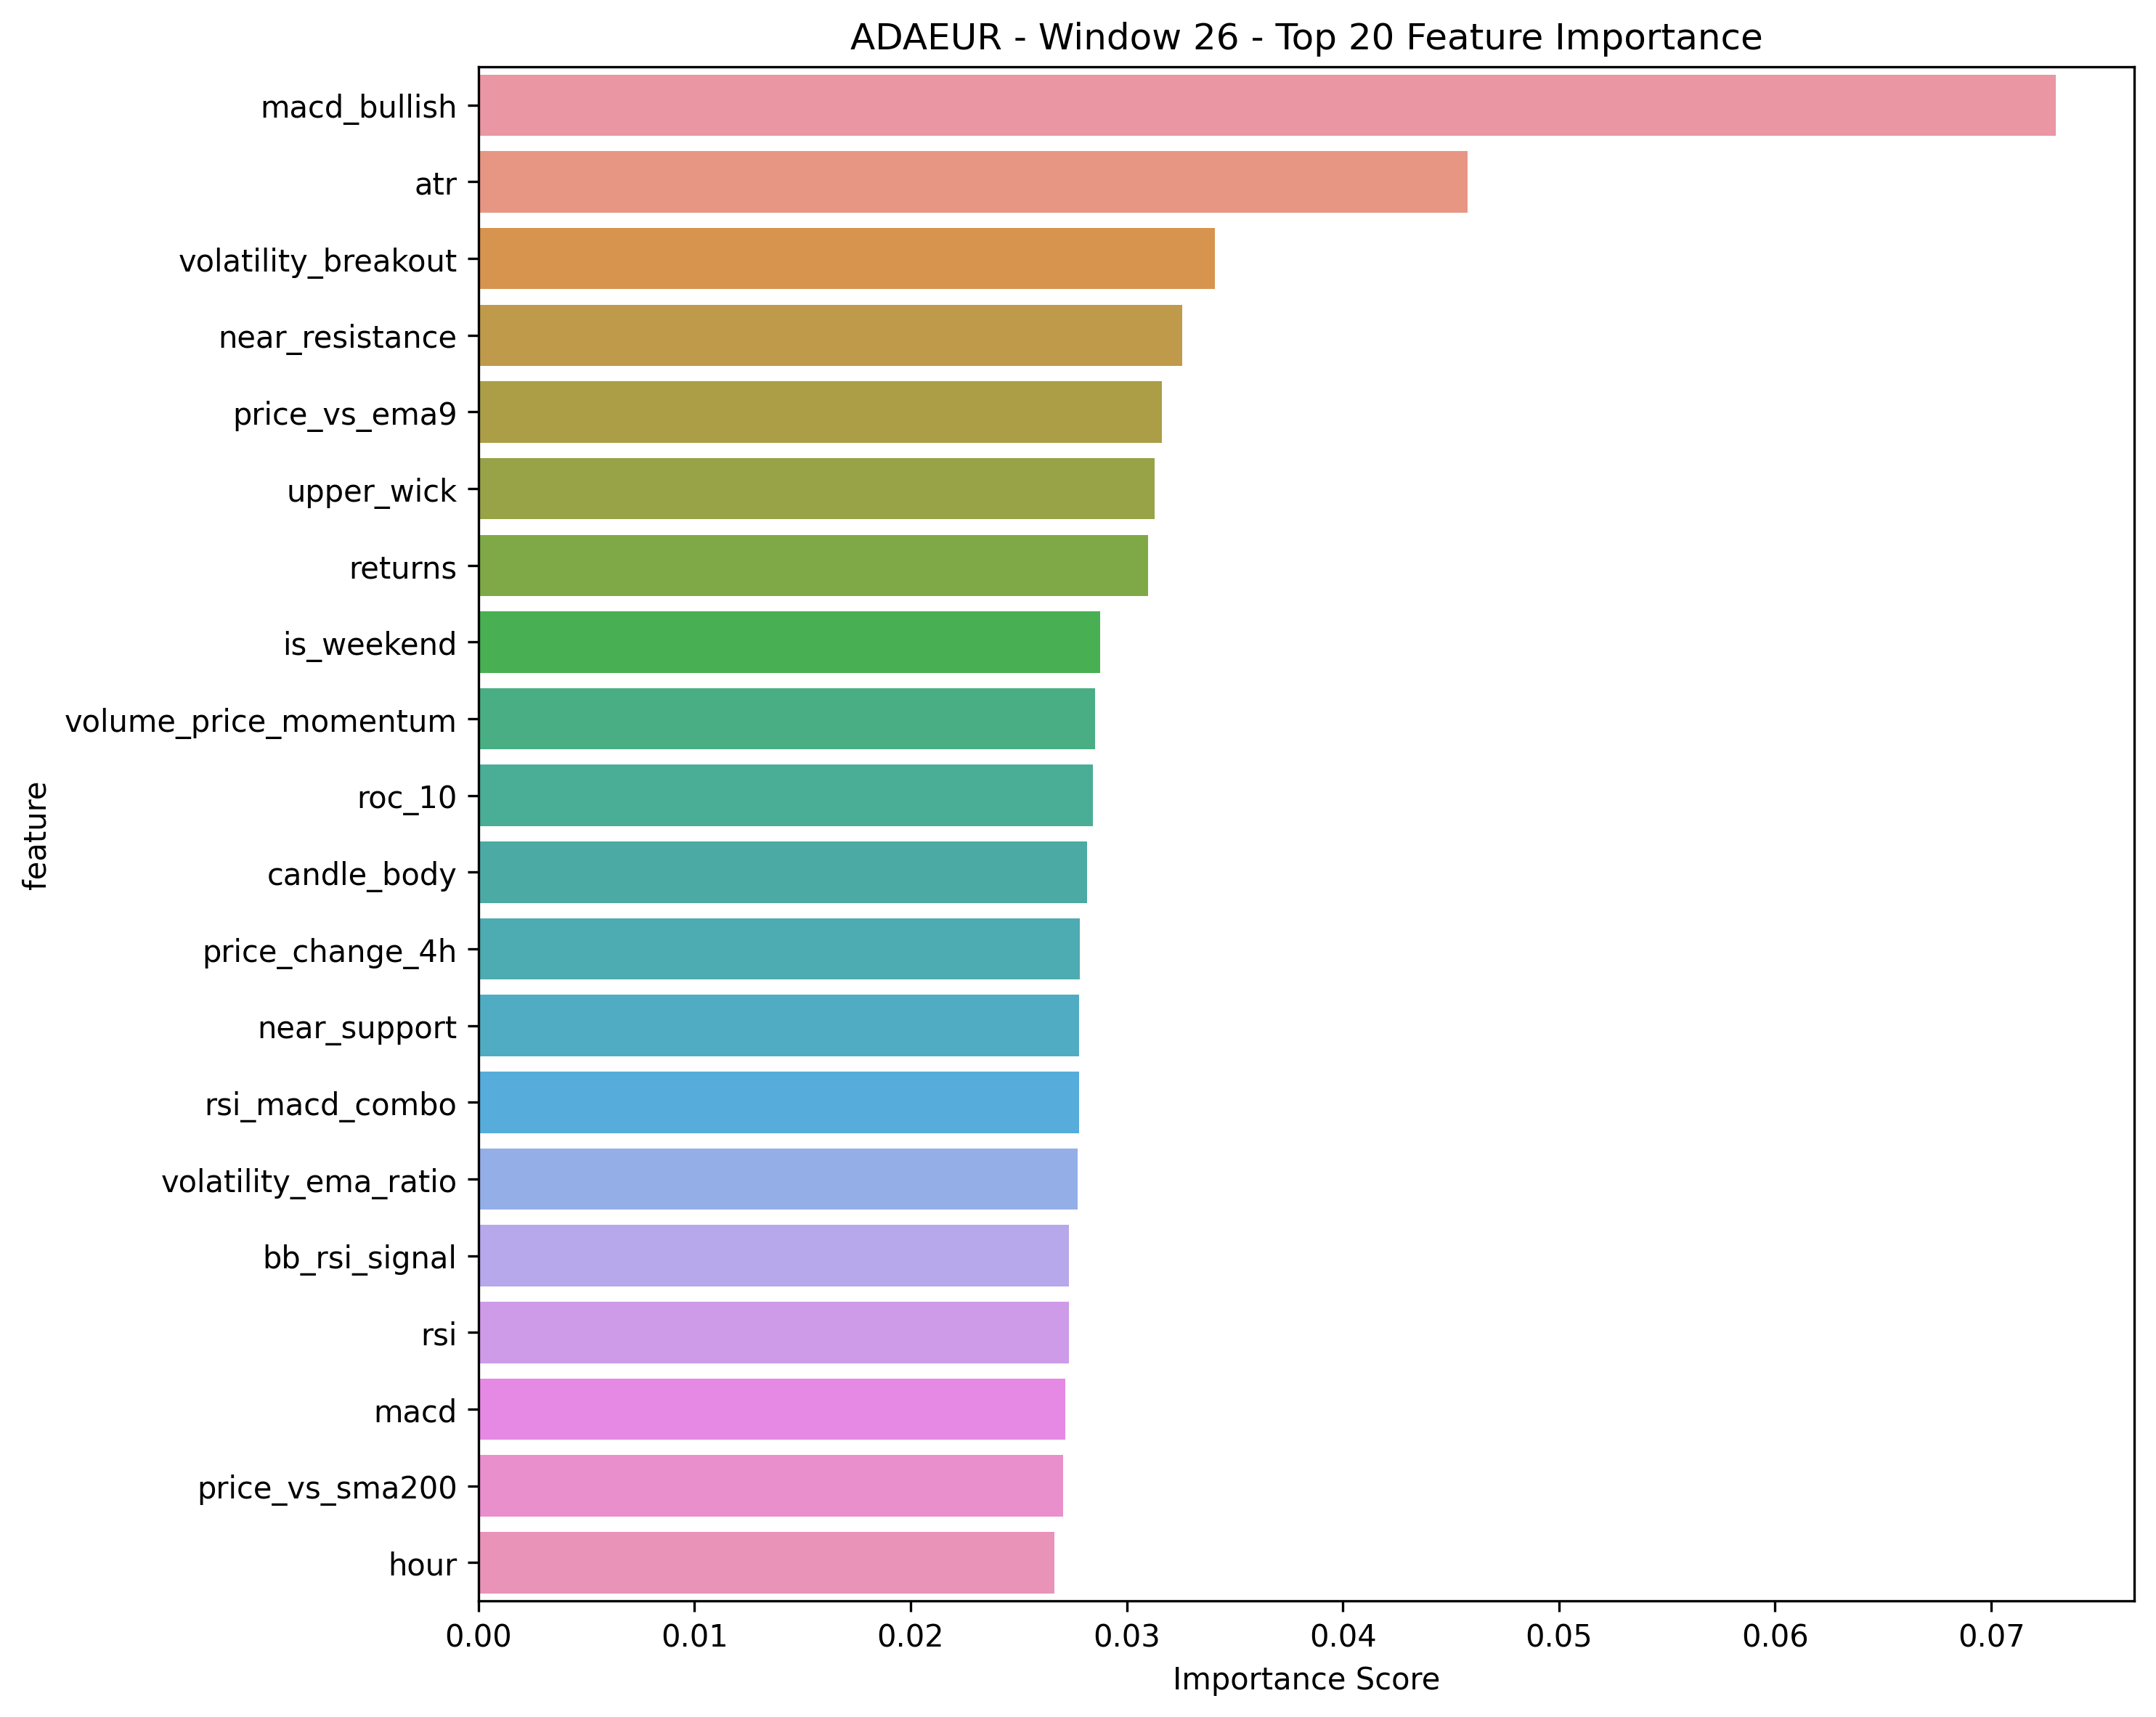 ADAEUR - Window 26 - Top 20 Feature Importance
macd_bullish
atr
volatility_breakout
near_resistance
price_vs_ema9
upper_wick
returns
is_weekend
volume_price_momentum
roc_10
candle_body
price_change_4h
near_support
rsi_macd_combo
volatility_ema_ratio
bb_rsi_signal
rsi
macd
price_vs_sma200
hour
feature
0.00 0.01 0.02 0.03 0.04 0.05 0.06 0.07
Importance Score